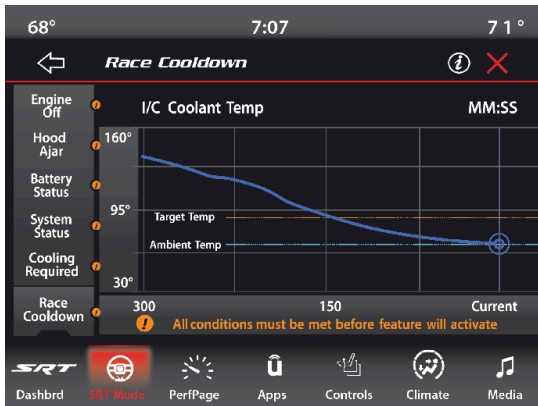 68°
7:07
71°
Race Cooldown
i
Engine
Off
Hood
Ajar
Battery
Status
System
Status
Cooling
Required
Race
Cooldown
I/C Coolant Temp
MM:SS
160°
95°
30°
Target Temp
Ambient Temp
300
150
Current
! All conditions must be met before feature will activate
SRT
û
Dashbrd
SRT Mode
PerfPage
Apps
Controls
Climate
Media